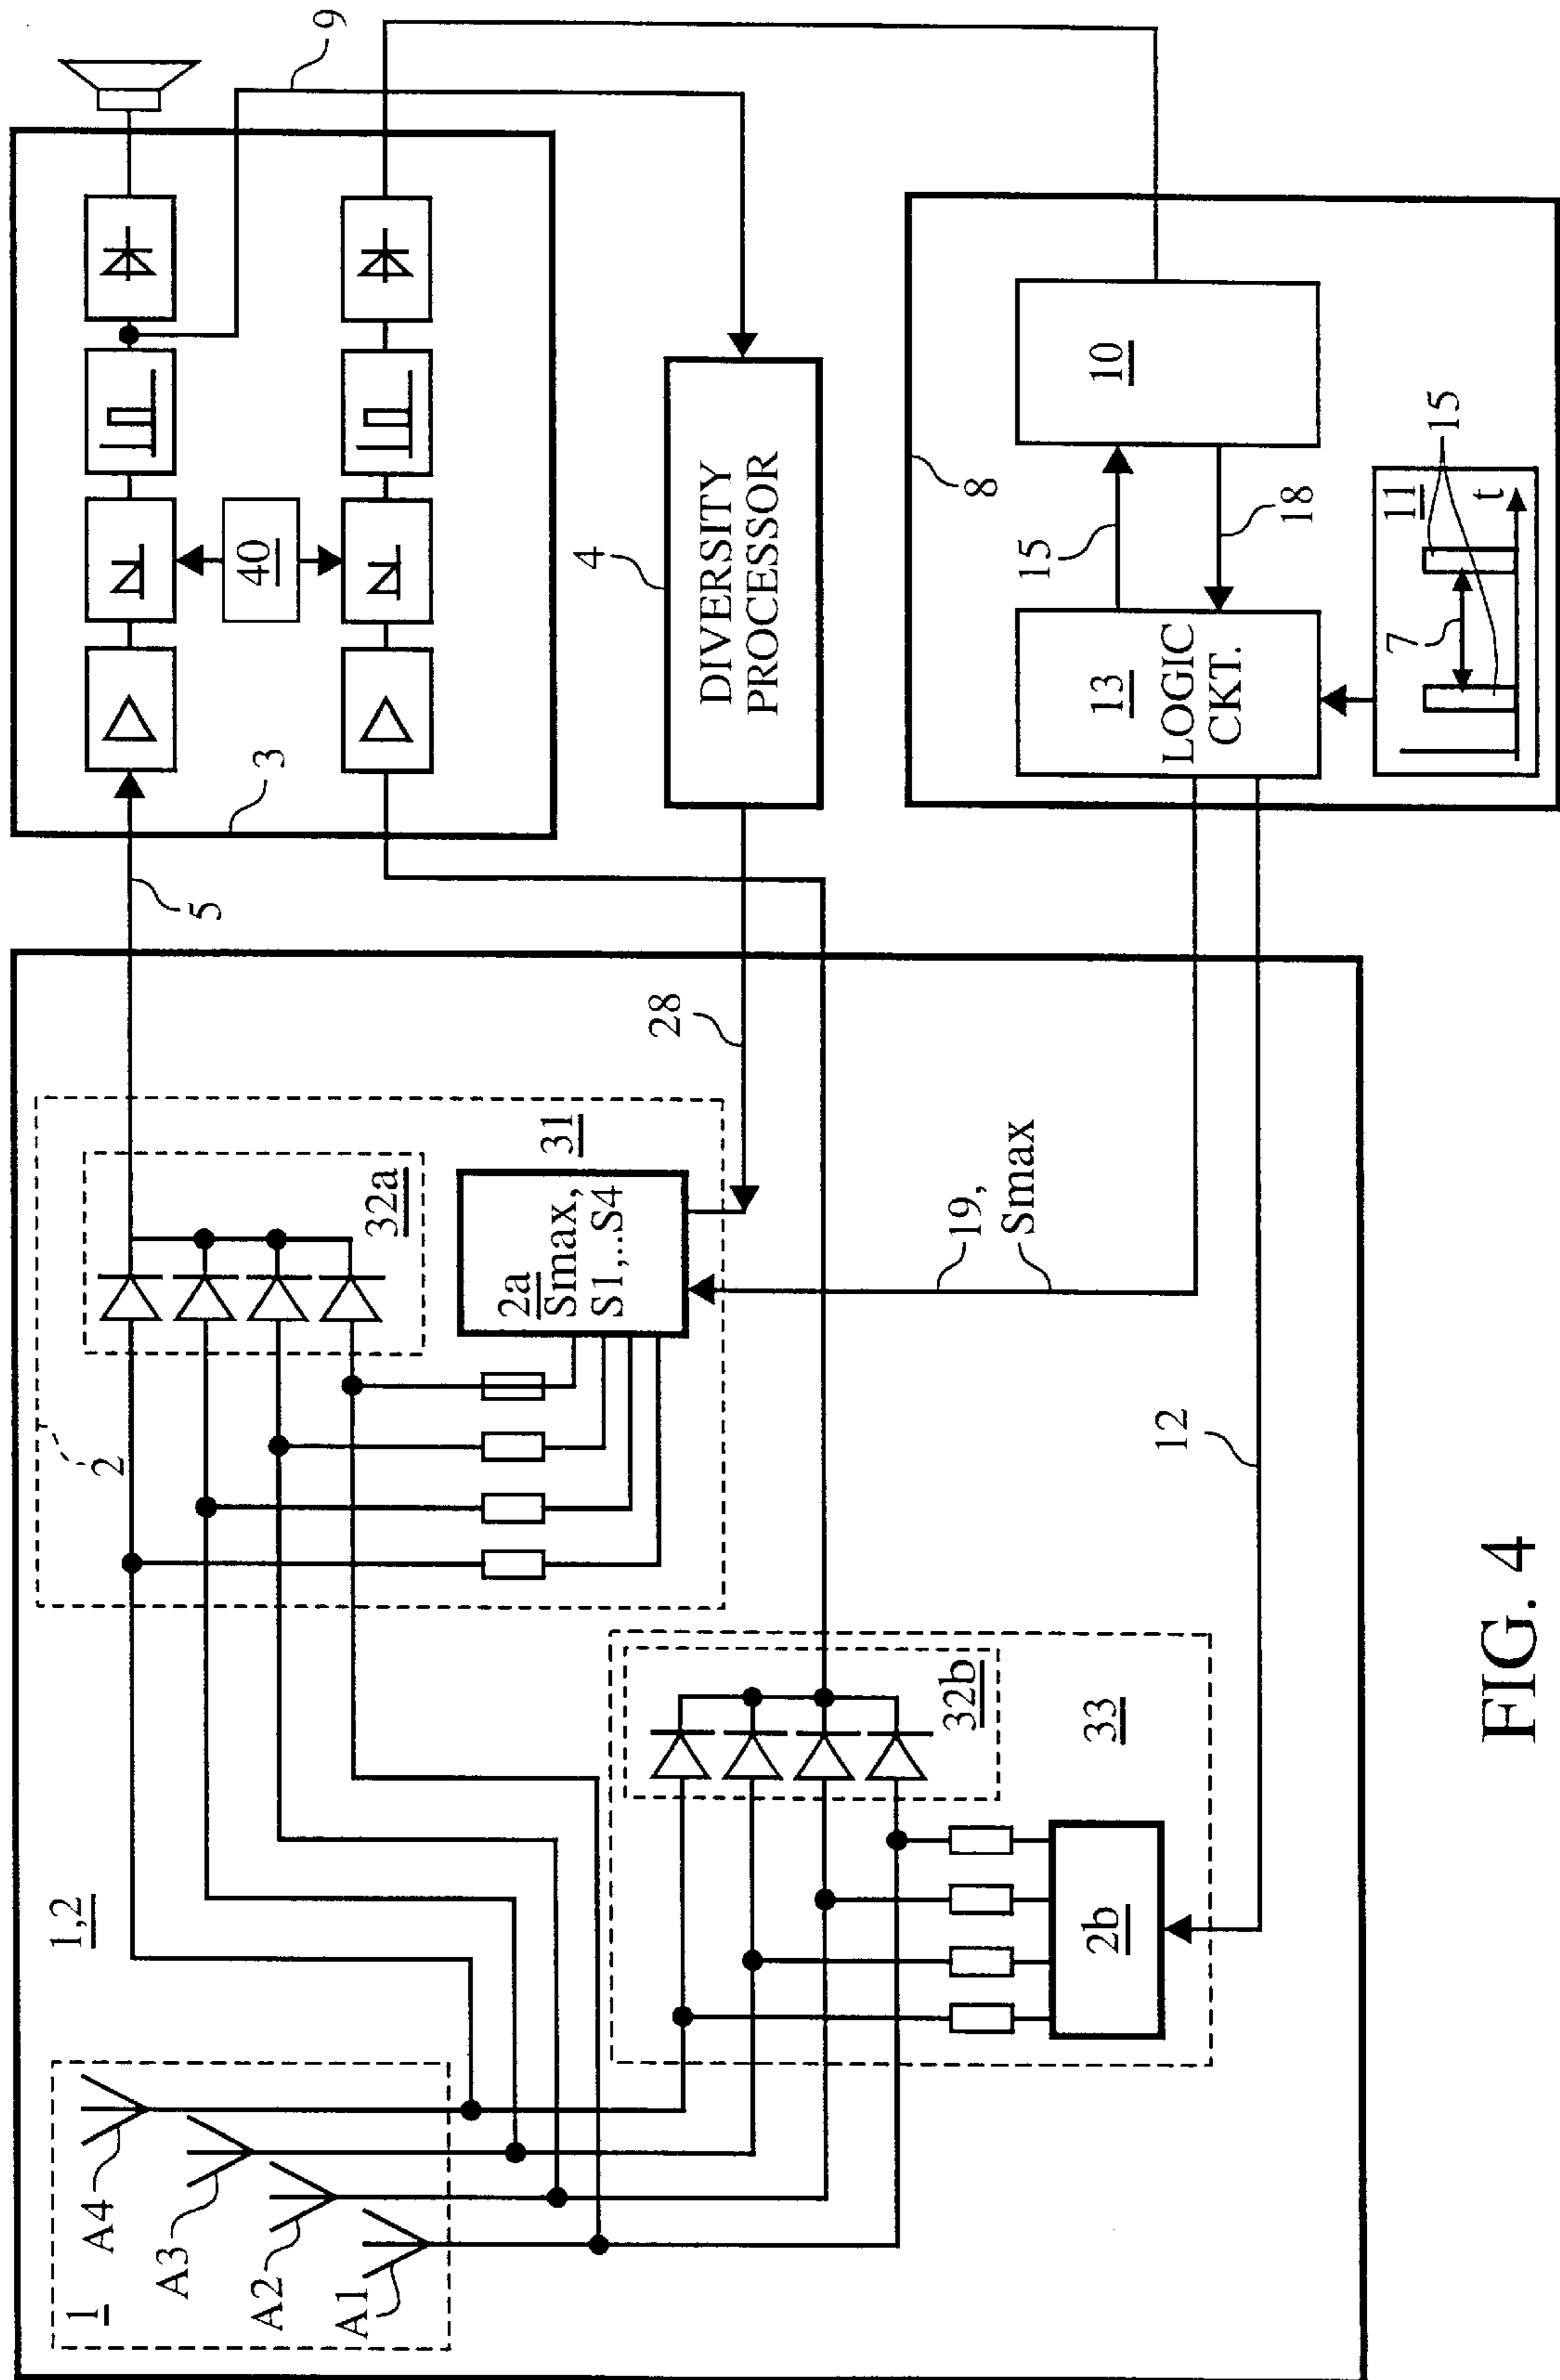 1,2
1
A4
A3
A2
A1
2
32a
31
2a
Smax,
S1,..S4
28
19,
Smax
12
32b
33
2b
5
3
40
9
4
DIVERSITY
PROCESSOR
8
10
15
18
13
LOGIC
CKT.
11
7
15
t
FIG. 4